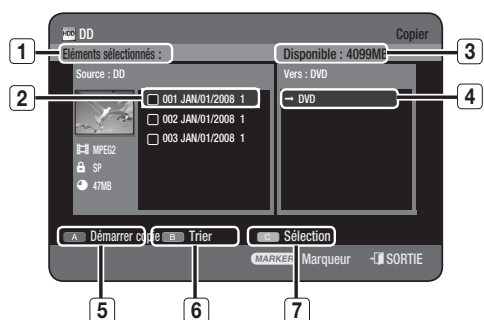 HDD DD Copier
1 Eléments sélectionnés : Disponible : 4099MB 3
Source : DD Vers : DVD
2 001 JAN/01/2008 1 → DVD 4
002 JAN/01/2008 1
003 JAN/01/2008 1
MPEG2
SP
47MB
A Démarrer copie B Trier C Sélection
MARKER Marqueur SORTIE
5 6 7